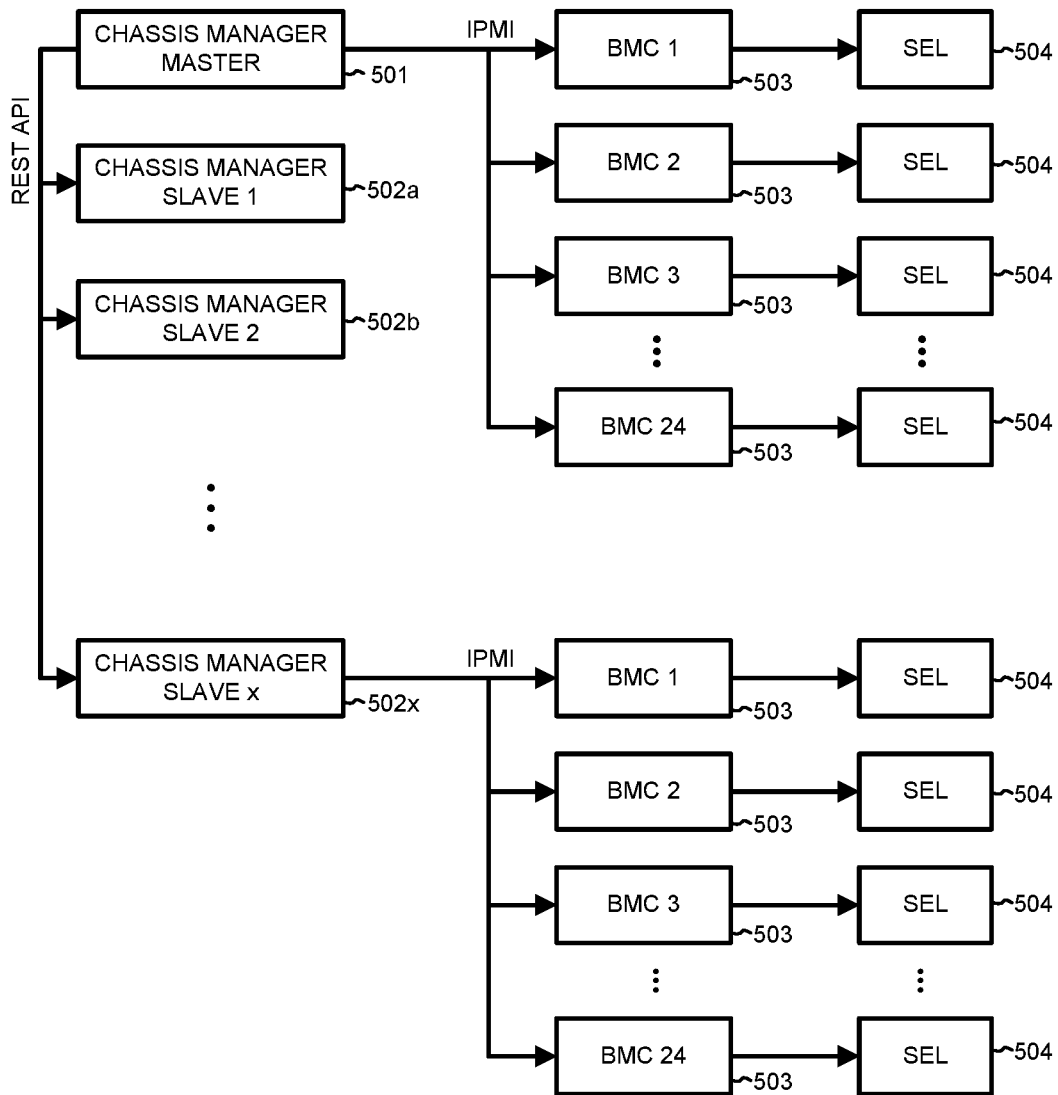 CHASSIS MANAGER
MASTER
501
REST API
IPMI
BMC 1
503
SEL
504
CHASSIS MANAGER
SLAVE 1
502a
BMC 2
503
SEL
504
CHASSIS MANAGER
SLAVE 2
502b
BMC 3
503
SEL
504
BMC 24
503
SEL
504
CHASSIS MANAGER
SLAVE x
502x
IPMI
BMC 1
503
SEL
504
BMC 2
503
SEL
504
BMC 3
503
SEL
504
BMC 24
503
SEL
504